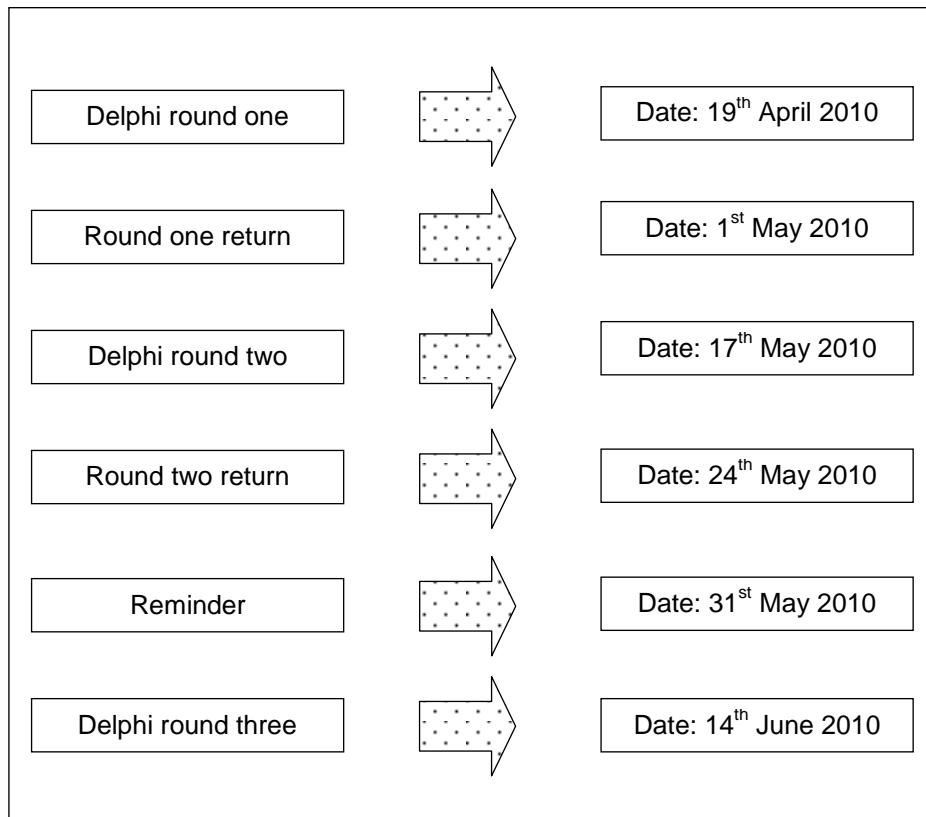 Delphi round one
Date: 19th April 2010
Round one return
Date: 1st May 2010
Delphi round two
Date: 17th May 2010
Round two return
Date: 24th May 2010
Reminder
Date: 31st May 2010
Delphi round three
Date: 14th June 2010